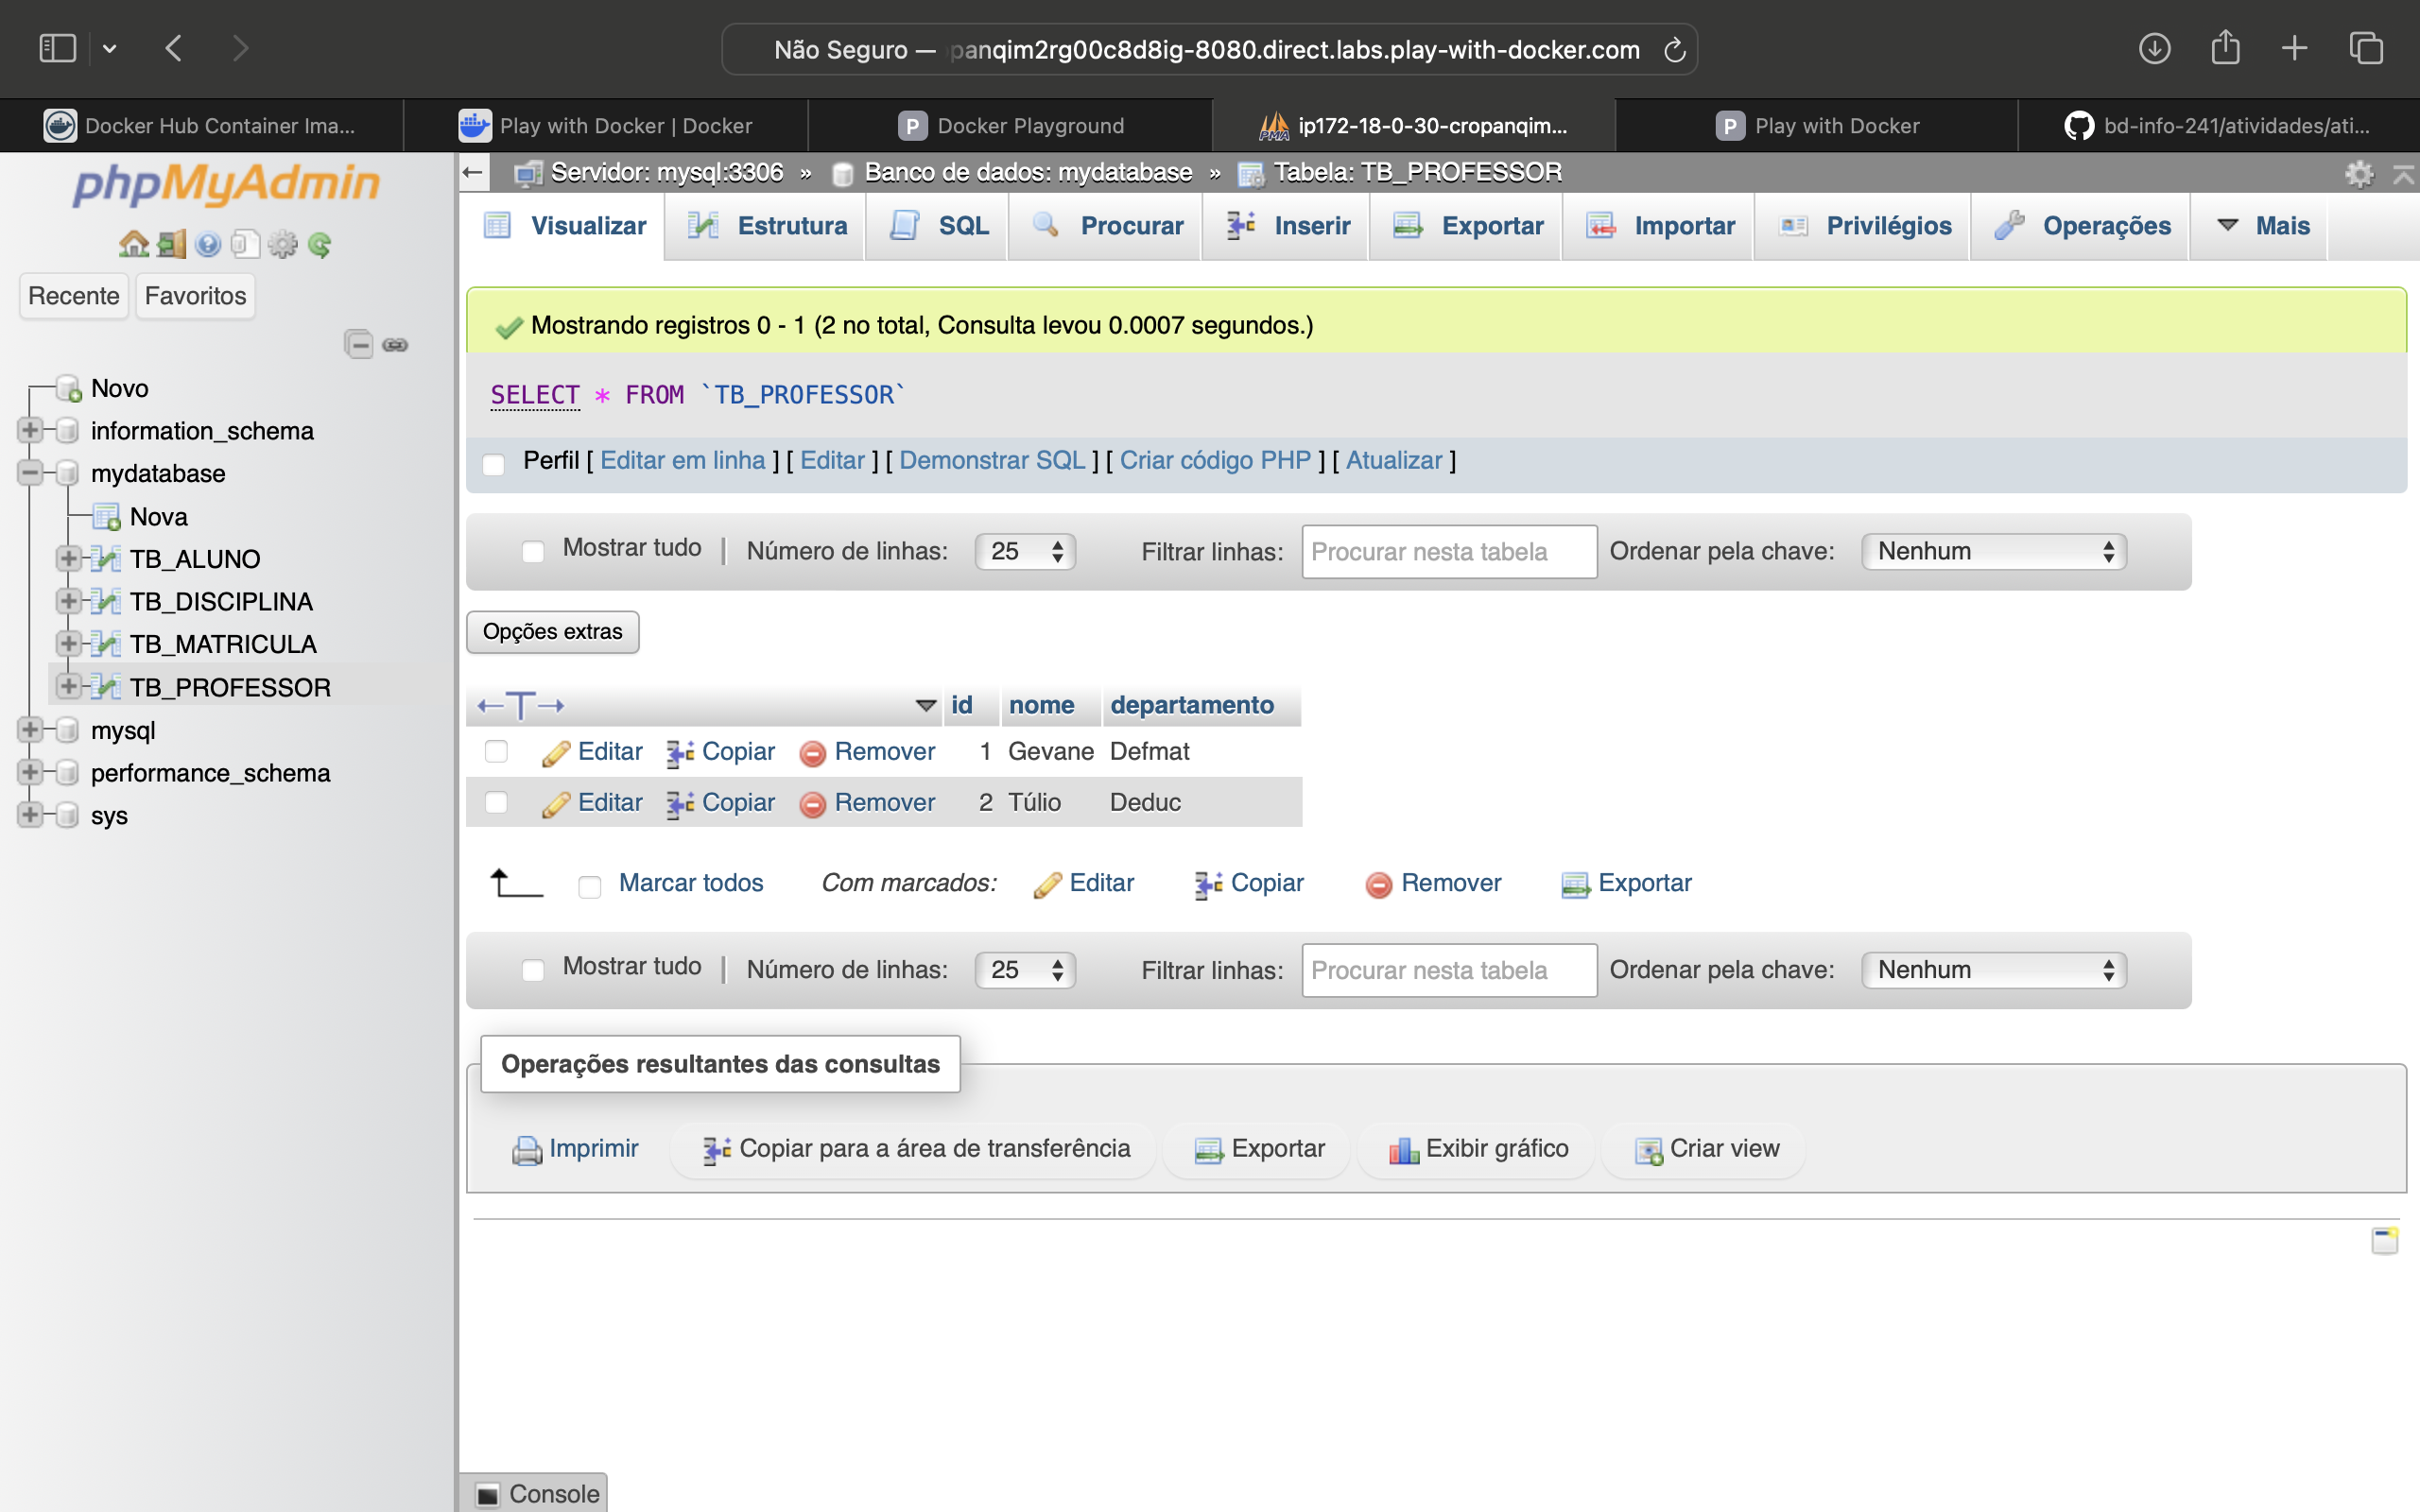 Não Seguro — panqim2rg00c8d8ig-8080.direct.labs.play-with-docker.com
Docker Hub Container Ima...
Play with Docker | Docker
P Docker Playground
PMA ip172-18-0-30-cropanqim...
P Play with Docker
bd-info-241/atividades/ati...
phpMyAdmin
Recente Favoritos
Novo
information_schema
mydatabase
Nova
TB_ALUNO
TB_DISCIPLINA
TB_MATRICULA
TB_PROFESSOR
mysql
performance_schema
sys
← Servidor: mysql:3306 » Banco de dados: mydatabase » Tabela: TB_PROFESSOR
Visualizar Estrutura SQL Procurar Inserir Exportar Importar Privilégios Operações Mais
Mostrando registros 0 - 1 (2 no total, Consulta levou 0.0007 segundos.)
SELECT * FROM `TB_PROFESSOR`
Perfil [ Editar em linha ] [ Editar ] [ Demonstrar SQL ] [ Criar código PHP ] [ Atualizar ]
Mostrar tudo | Número de linhas: 25 Filtrar linhas: Procurar nesta tabela Ordenar pela chave: Nenhum
Opções extras
←T→ id nome departamento
Editar Copiar Remover 1 Gevane Defmat
Editar Copiar Remover 2 Túlio Deduc
Marcar todos Com marcados: Editar Copiar Remover Exportar
Mostrar tudo | Número de linhas: 25 Filtrar linhas: Procurar nesta tabela Ordenar pela chave: Nenhum
Operações resultantes das consultas
Imprimir Copiar para a área de transferência Exportar Exibir gráfico Criar view
Console